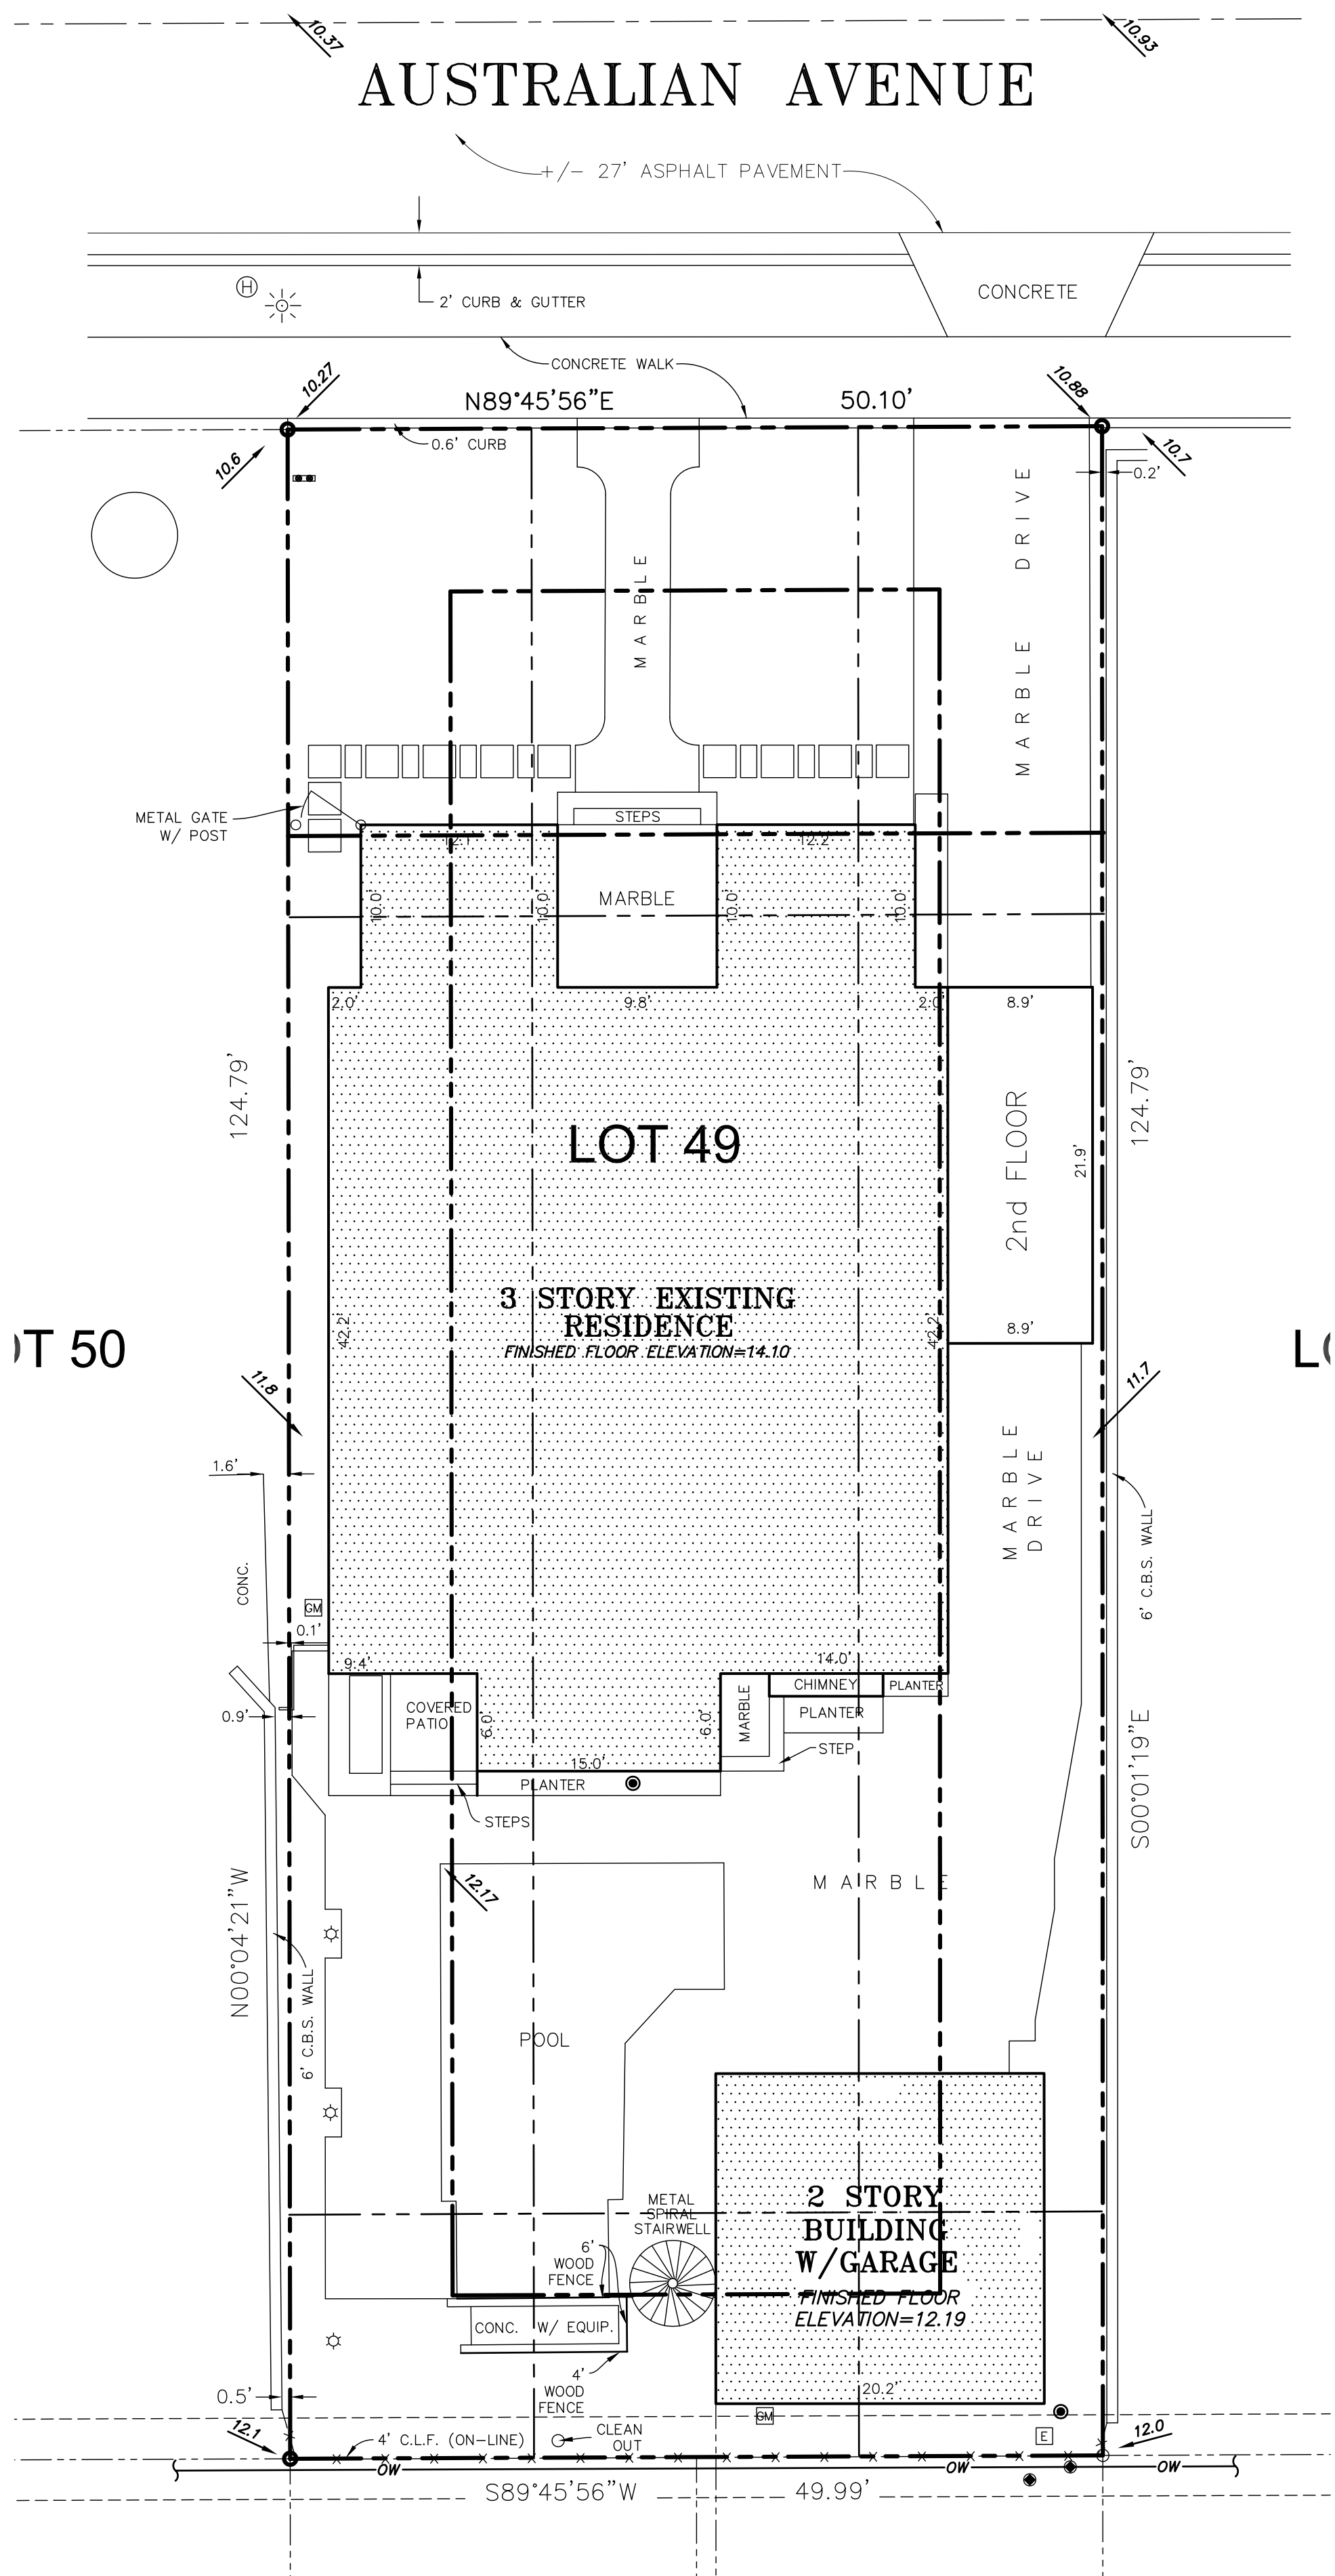 10.37
10.93
AUSTRALIAN AVENUE
+/- 27' ASPHALT PAVEMENT
H
CONCRETE
2' CURB & GUTTER
CONCRETE WALK
10.27
10.88
N89°45'56"E 50.10'
0.6' CURB
10.6
10.7
0.2'
MARBLE
MARBLE DRIVE
METAL GATE
W/ POST
STEPS
12.1'
12.2'
10.0'
10.0'
10.0'
10.0'
MARBLE
2.0'
9.8'
2.0'
8.9'
124.79'
124.79'
LOT 49
2nd FLOOR
21.9'
3 STORY EXISTING
RESIDENCE
FINISHED FLOOR ELEVATION=14.10
42.2'
42.2'
8.9'
OT 50
LO
11.8
11.7
1.6'
MARBLE
DRIVE
6' C.B.S. WALL
CONC.
GM
0.1'
9.4'
14.0'
CHIMNEY
PLANTER
COVERED
PATIO
MARBLE
PLANTER
0.9'
6.0'
6.0'
STEP
15.0'
PLANTER
STEPS
S00°01'19"E
12.17
MARBLE
N00°04'21"W
6' C.B.S. WALL
POOL
METAL
SPIRAL
STAIRWELL
2 STORY
BUILDING
W/GARAGE
FINISHED FLOOR
ELEVATION=12.19
6'
WOOD
FENCE
CONC. W/ EQUIP.
4'
WOOD
FENCE
20.2'
0.5'
GM
E
12.1
4' C.L.F. (ON-LINE)
CLEAN
OUT
12.0
OW
OW
OW
S89°45'56"W 49.99'